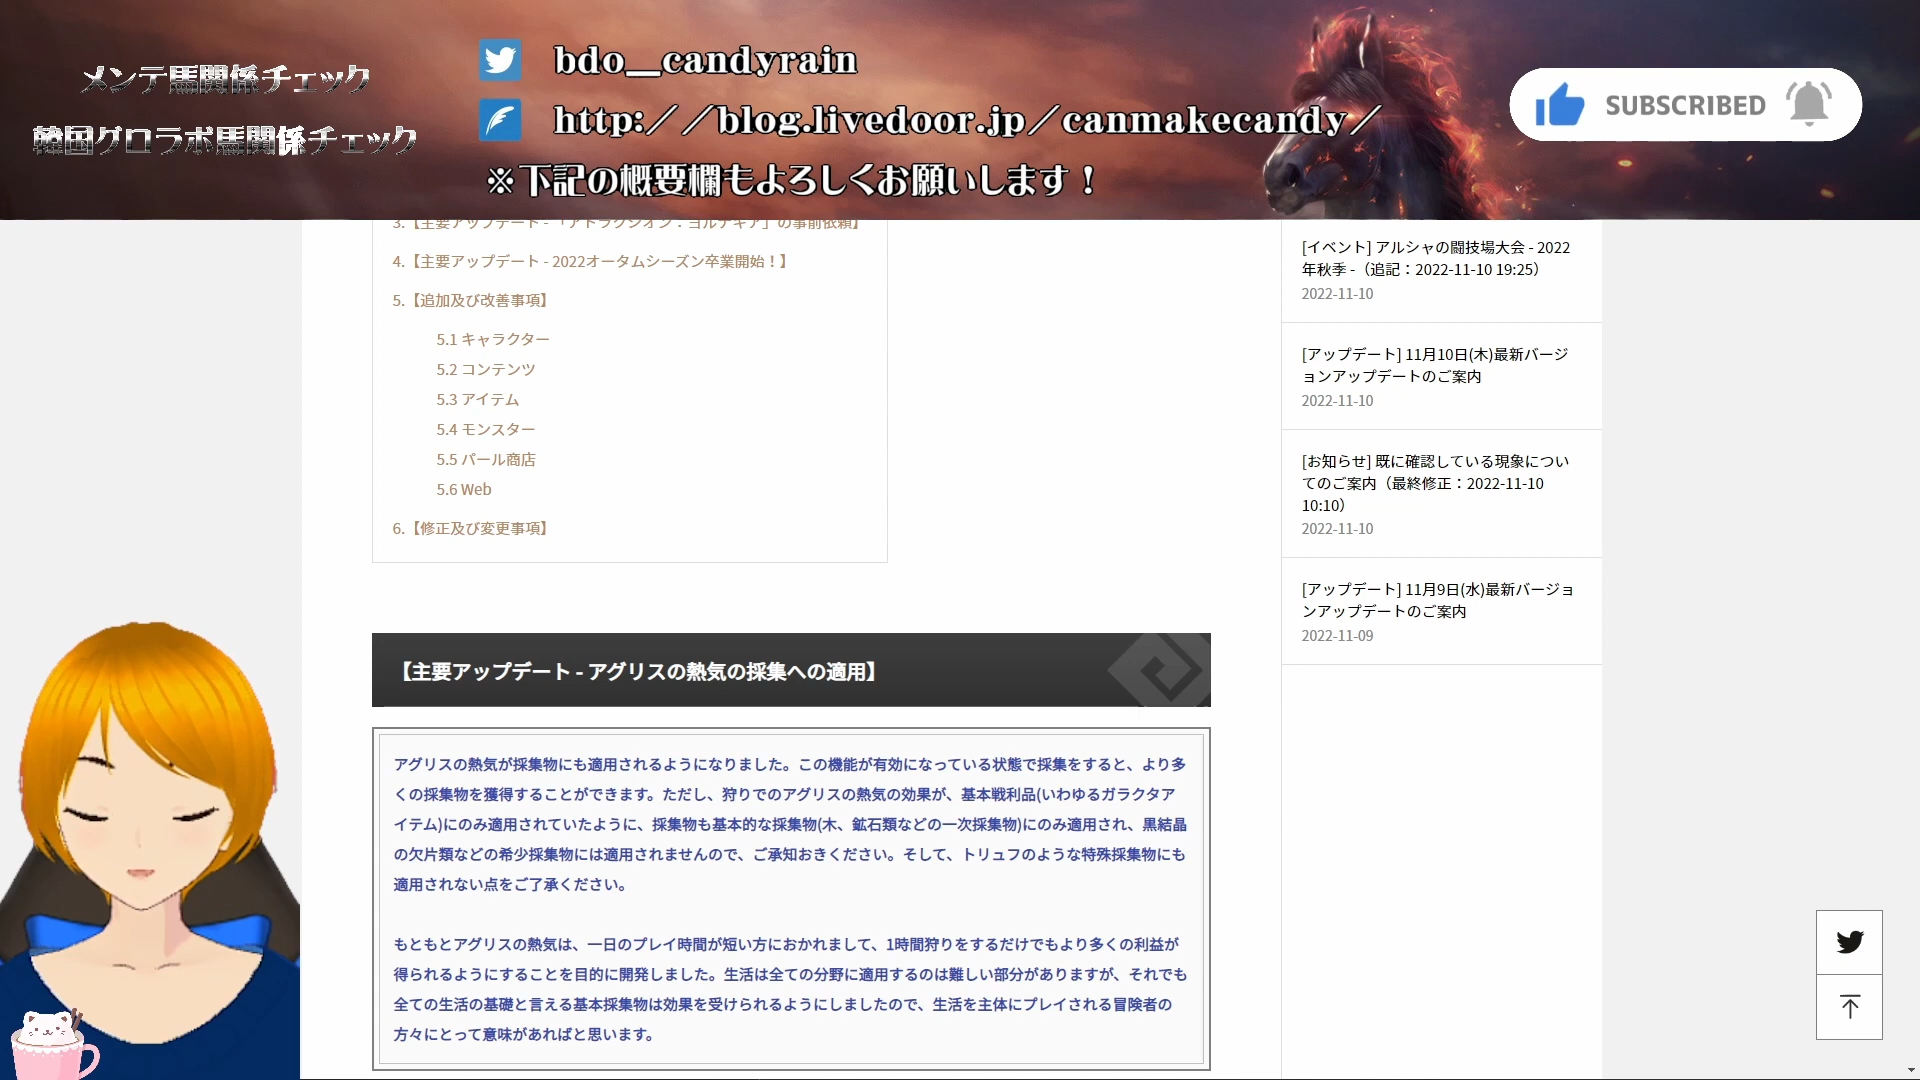 メンテ馬関係チェック
韓国グロラボ馬関係チェック
bdo__candyrain
http://blog.livedoor.jp/canmakecandy/
※下記の概要欄もよろしくお願いします！
SUBSCRIBED
3.【主要アップデート - 「アトラクシオン：ヨルナキア」の事前依頼】
4.【主要アップデート - 2022オータムシーズン卒業開始！】
5.【追加及び改善事項】
5.1 キャラクター
5.2 コンテンツ
5.3 アイテム
5.4 モンスター
5.5 パール商店
5.6 Web
6.【修正及び変更事項】
【主要アップデート - アグリスの熱気の採集への適用】
アグリスの熱気が採集物にも適用されるようになりました。この機能が有効になっている状態で採集をすると、より多
くの採集物を獲得することができます。ただし、狩りでのアグリスの熱気の効果が、基本戦利品(いわゆるガラクタア
イテム)にのみ適用されていたように、採集物も基本的な採集物(木、鉱石類などの一次採集物)にのみ適用され、黒結晶
の欠片類などの希少採集物には適用されませんので、ご承知おきください。そして、トリュフのような特殊採集物にも
適用されない点をご了承ください。
もともとアグリスの熱気は、一日のプレイ時間が短い方におかれまして、1時間狩りをするだけでもより多くの利益が
得られるようにすることを目的に開発しました。生活は全ての分野に適用するのは難しい部分がありますが、それでも
全ての生活の基礎と言える基本採集物は効果を受けられるようにしましたので、生活を主体にプレイされる冒険者の
方々にとって意味があればと思います。
[イベント] アルシャの闘技場大会 - 2022
年秋季 -（追記：2022-11-10 19:25）
2022-11-10
[アップデート] 11月10日(木)最新バージ
ョンアップデートのご案内
2022-11-10
[お知らせ] 既に確認している現象につい
てのご案内（最終修正：2022-11-10
10:10）
2022-11-10
[アップデート] 11月9日(水)最新バージョ
ンアップデートのご案内
2022-11-09